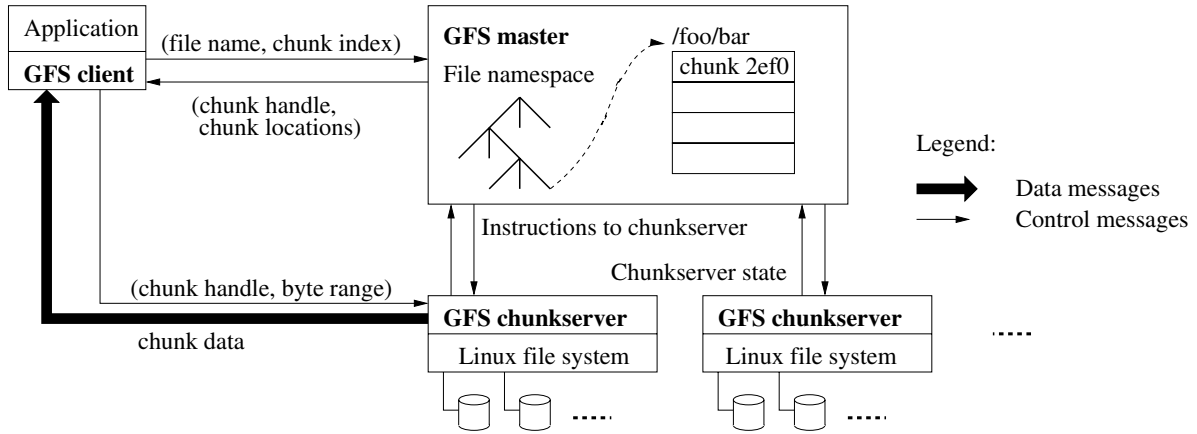 Application
GFS client
(file name, chunk index)
(chunk handle,
chunk locations)
GFS master
File namespace
/foo/bar
chunk 2ef0
Legend:
Data messages
Control messages
Instructions to chunkserver
Chunkserver state
(chunk handle, byte range)
chunk data
GFS chunkserver
Linux file system
GFS chunkserver
Linux file system